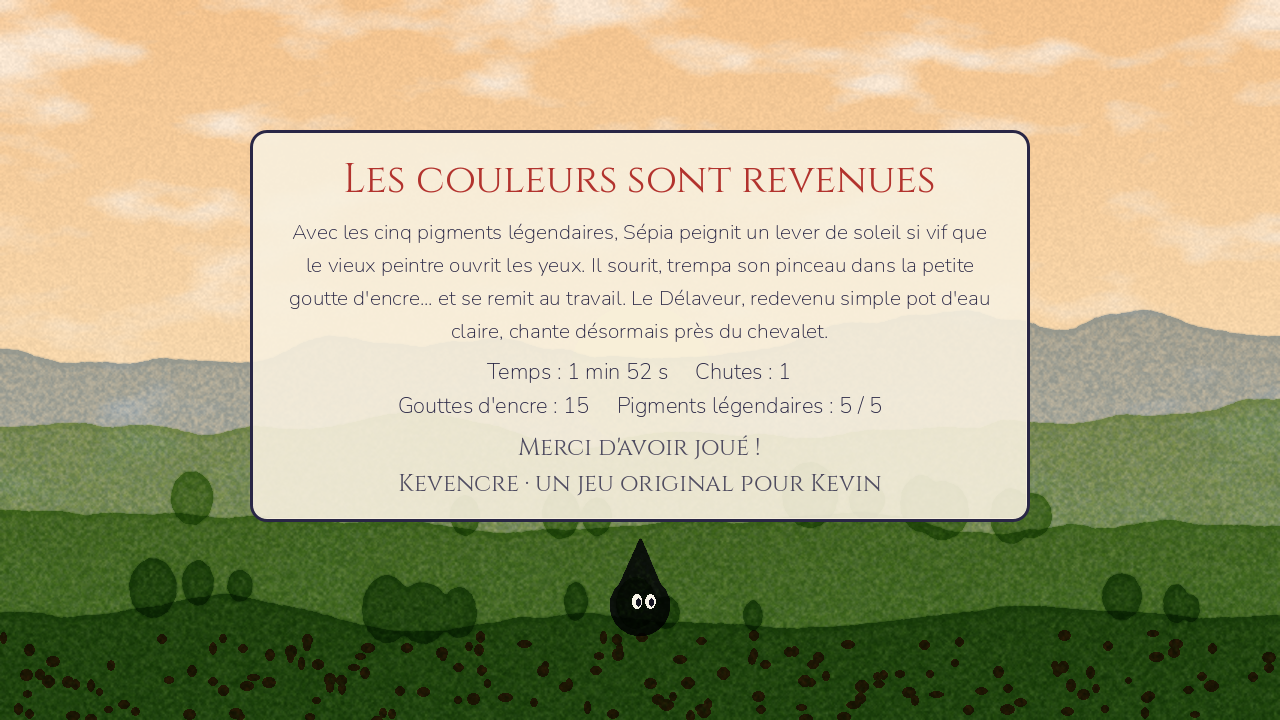 Les couleurs sont revenues
Avec les cinq pigments légendaires, Sépia peignit un lever de soleil si vif que
le vieux peintre ouvrit les yeux. Il sourit, trempa son pinceau dans la petite
goutte d'encre... et se remit au travail. Le Délaveur, redevenu simple pot d'eau
claire, chante désormais près du chevalet.
Temps : 1 min 52 s Chutes : 1
Gouttes d'encre : 15 Pigments légendaires : 5 / 5
Merci d'avoir joué !
Kevencre · un jeu original pour Kevin